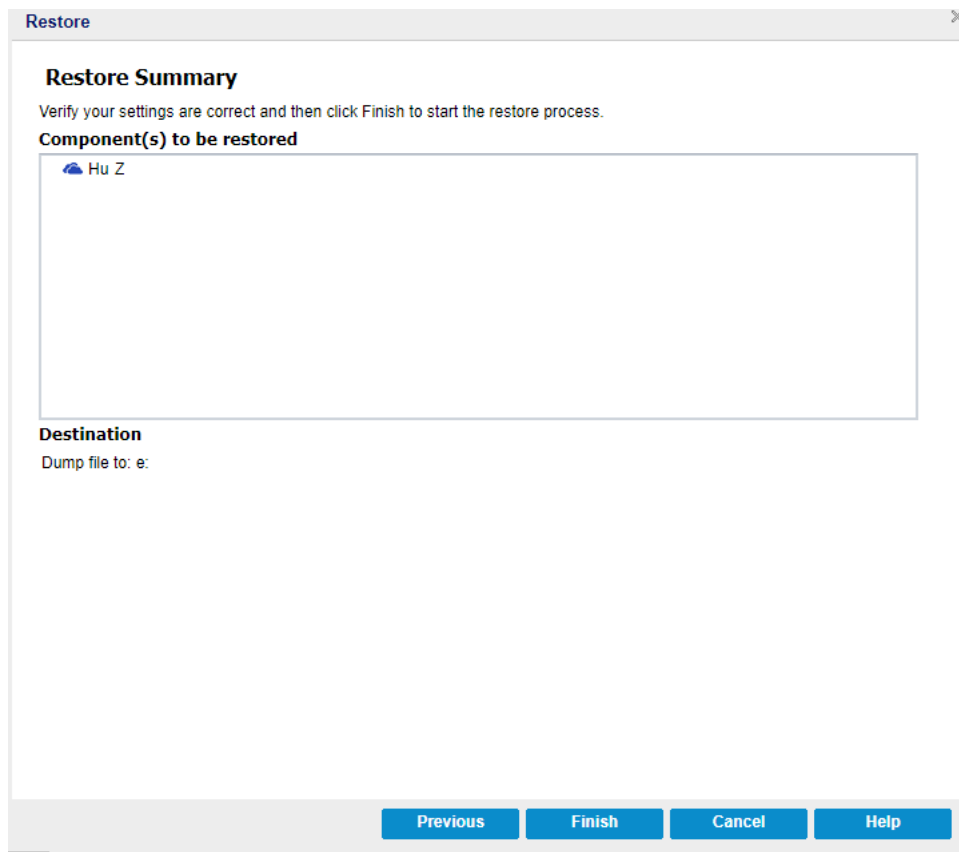 Restore
Restore Summary
Verify your settings are correct and then click Finish to start the restore process.
Component(s) to be restored
Hu Z
Destination
Dump file to: e:
Previous
Finish
Cancel
Help